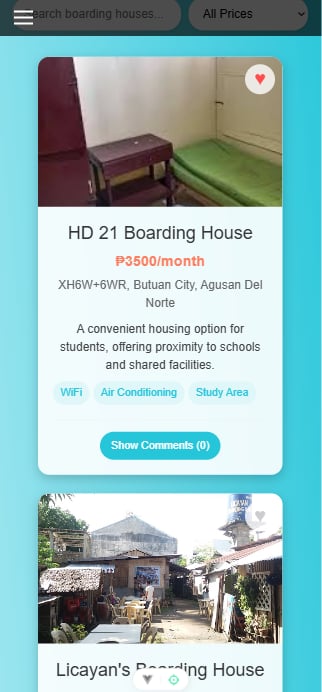 Search boarding houses...
All Prices
HD 21 Boarding House
₱3500/month
XH6W+6WR, Butuan City, Agusan Del
Norte
A convenient housing option for
students, offering proximity to schools
and shared facilities.
WiFi
Air Conditioning
Study Area
Show Comments (0)
Licayan's Boarding House